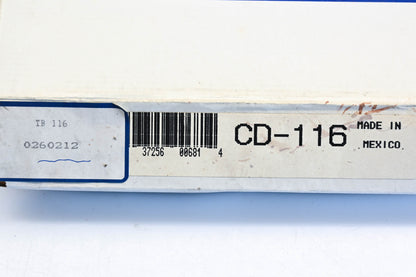 TB 116
0260212
37256 00681 4
CD-116
MADE IN
MEXICO.